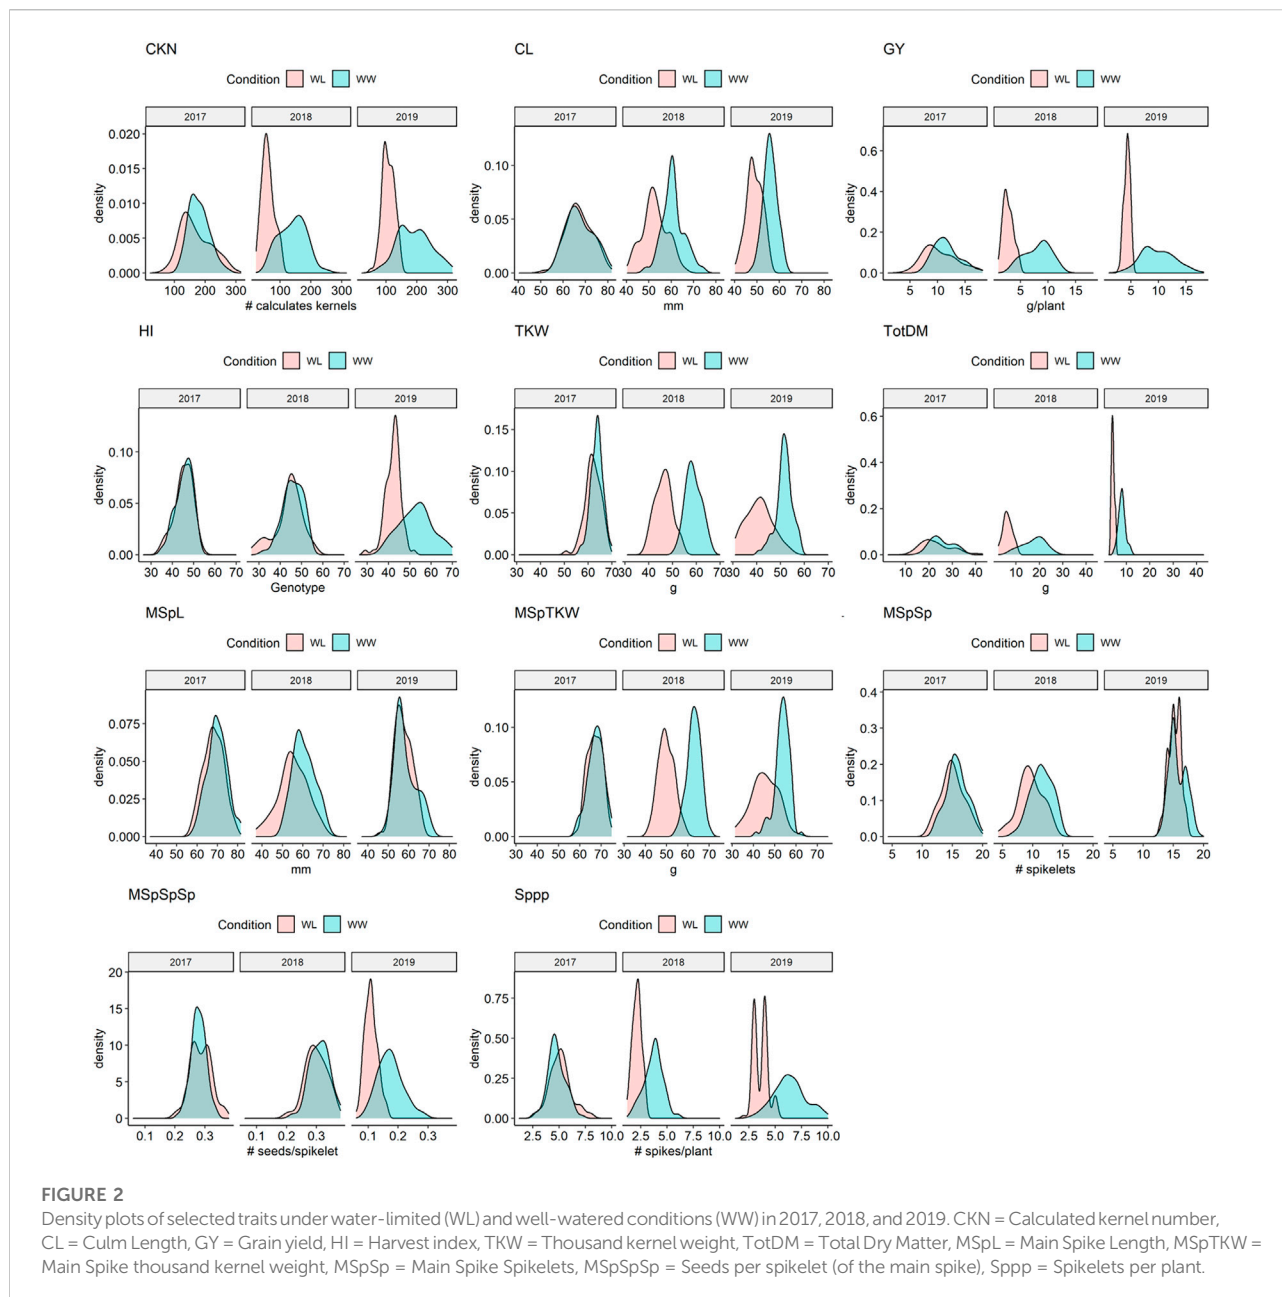 CKN
Condition WL WW
2017 2018 2019
0.020
0.015
0.010
0.005
0.000
density
100 200 300 100 200 300 100 200 300
# calculates kernels
CL
Condition WL WW
2017 2018 2019
0.10
0.05
0.00
density
40 50 60 70 80 40 50 60 70 80 40 50 60 70 80
mm
GY
Condition WL WW
2017 2018 2019
0.6
0.4
0.2
0.0
density
5 10 15 5 10 15 5 10 15
g/plant
HI
Condition WL WW
2017 2018 2019
0.10
0.05
0.00
density
30 40 50 60 70 30 40 50 60 70 30 40 50 60 70
Genotype
TKW
Condition WL WW
2017 2018 2019
0.15
0.10
0.05
0.00
density
30 40 50 60 70 30 40 50 60 70 30 40 50 60 70
g
TotDM
Condition WL WW
2017 2018 2019
0.6
0.4
0.2
0.0
density
10 20 30 40 10 20 30 40 10 20 30 40
g
MSpL
Condition WL WW
2017 2018 2019
0.075
0.050
0.025
0.000
density
40 50 60 70 80 40 50 60 70 80 40 50 60 70 80
mm
MSpTKW
Condition WL WW
2017 2018 2019
0.10
0.05
0.00
density
30 40 50 60 70 30 40 50 60 70 30 40 50 60 70
g
MSpSp
Condition WL WW
2017 2018 2019
0.4
0.3
0.2
0.1
0.0
density
5 10 15 20 5 10 15 20 5 10 15 20
# spikelets
MSpSpSp
Condition WL WW
2017 2018 2019
20
15
10
5
0
density
0.1 0.2 0.3 0.1 0.2 0.3 0.1 0.2 0.3
# seeds/spikelet
Sppp
Condition WL WW
2017 2018 2019
0.75
0.50
0.25
0.00
density
2.5 5.0 7.5 10.0 2.5 5.0 7.5 10.0 2.5 5.0 7.5 10.0
# spikes/plant
FIGURE 2
Density plots of selected traits under water-limited (WL) and well-watered conditions (WW) in 2017, 2018, and 2019. CKN = Calculated kernel number,
CL = Culm Length, GY = Grain yield, HI = Harvest index, TKW = Thousand kernel weight, TotDM = Total Dry Matter, MSpL = Main Spike Length, MSpTKW =
Main Spike thousand kernel weight, MSpSp = Main Spike Spikelets, MSpSpSp = Seeds per spikelet (of the main spike), Sppp = Spikelets per plant.